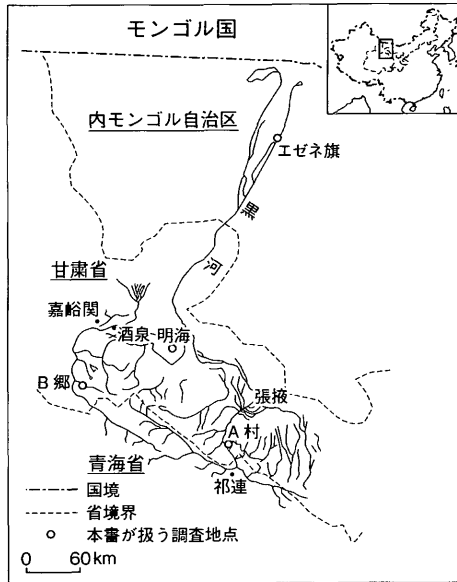 モンゴル国
内モンゴル自治区
エゼネ旗
黒河
甘粛省
嘉峪関
酒泉
明海
B郷
張掖
A村
青海省
祁連
国境
省境界
本書が扱う調査地点
0 60km